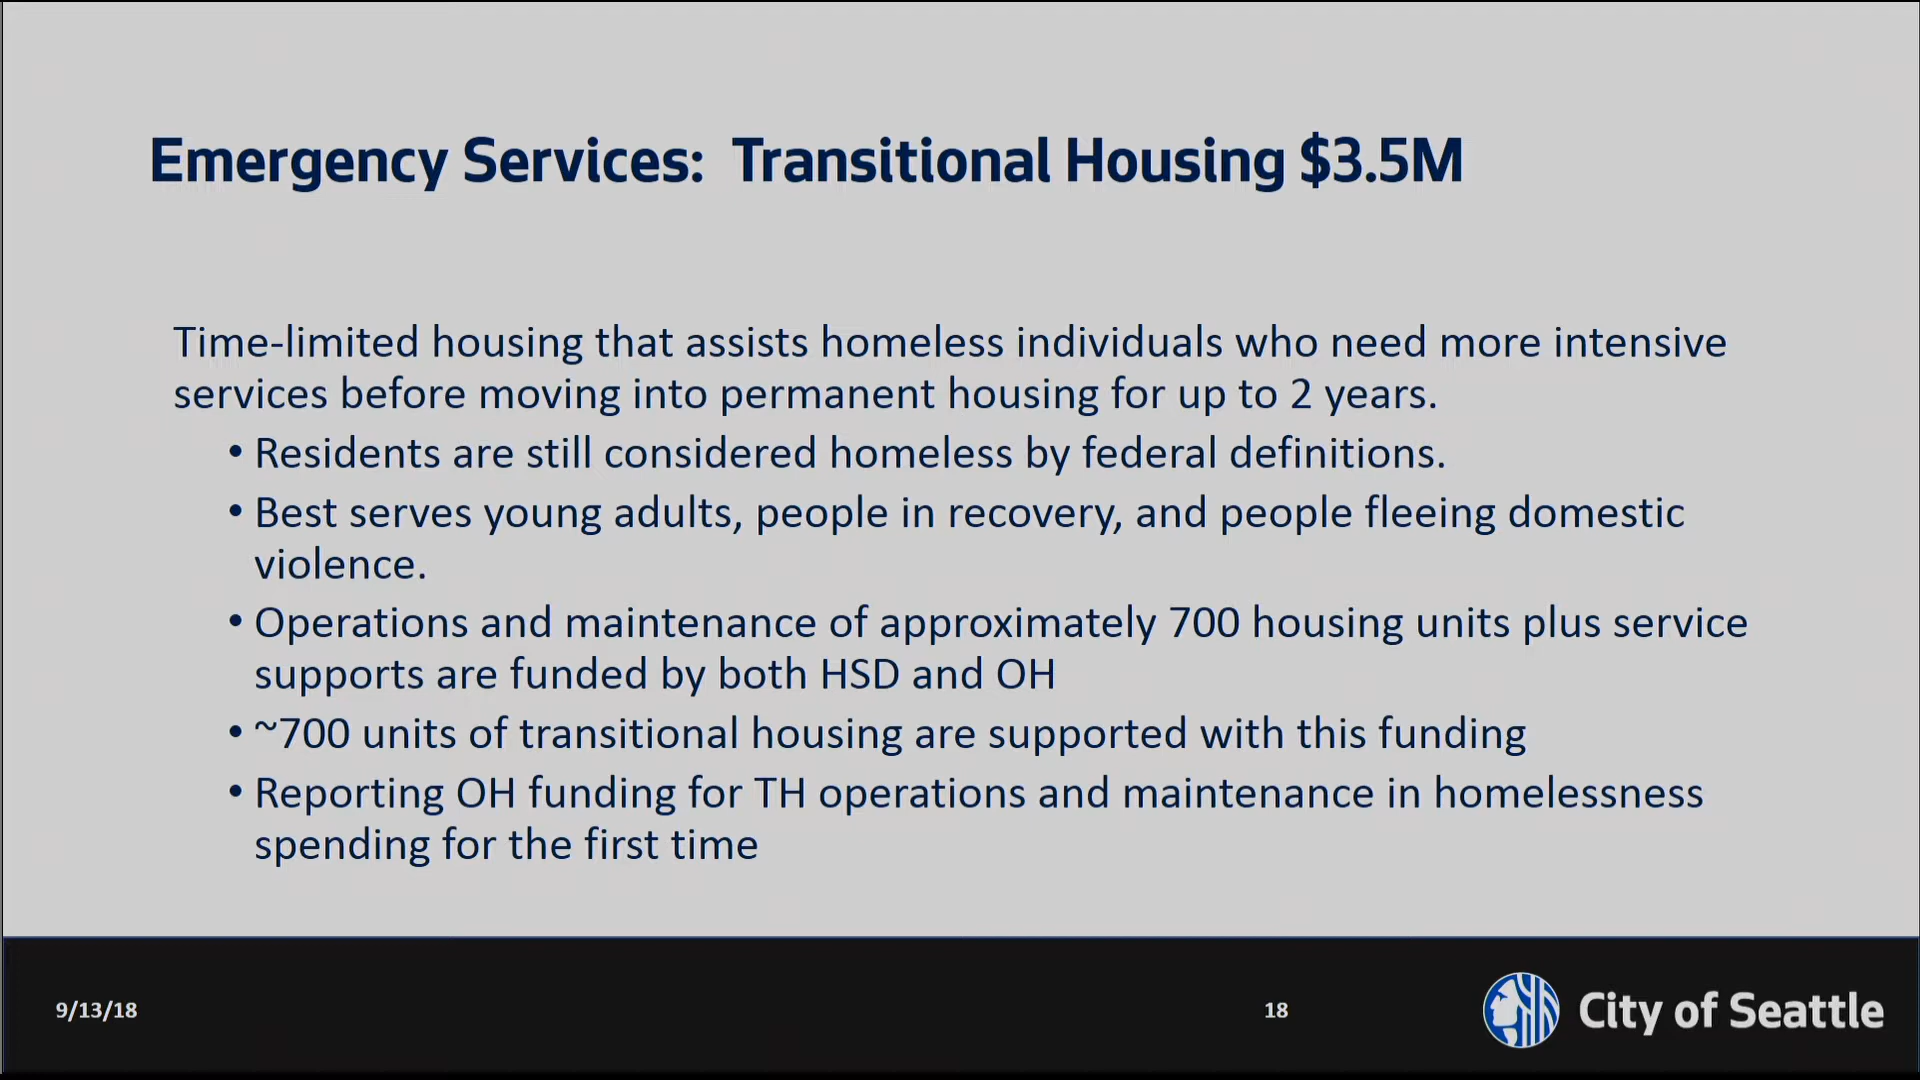 Emergency Services:  Transitional Housing $3.5M
Time-limited housing that assists homeless individuals who need more intensive
services before moving into permanent housing for up to 2 years.
• Residents are still considered homeless by federal definitions.
• Best serves young adults, people in recovery, and people fleeing domestic
violence.
• Operations and maintenance of approximately 700 housing units plus service
supports are funded by both HSD and OH
• ~700 units of transitional housing are supported with this funding
• Reporting OH funding for TH operations and maintenance in homelessness
spending for the first time
9/13/18
18
City of Seattle